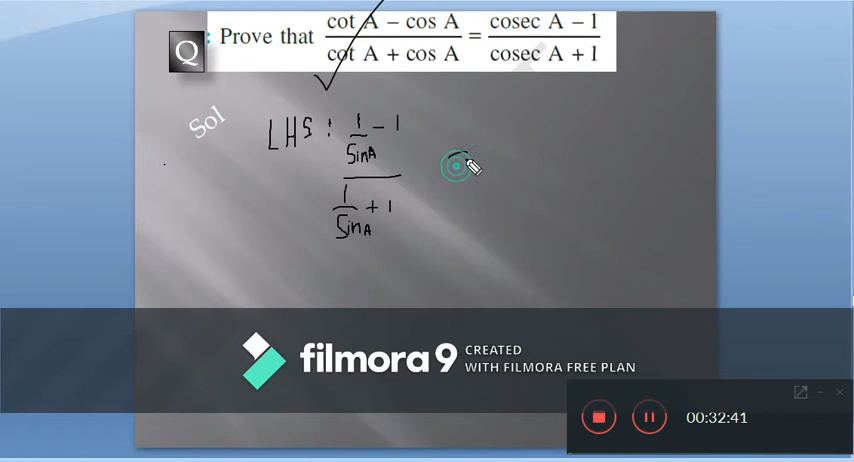 Q : Prove that cot A – cos A / cot A + cos A = cosec A – 1 / cosec A + 1
Sol
LHS : 1/SinA – 1
1/SinA + 1
filmora 9 CREATED WITH FILMORA FREE PLAN
00:32:41